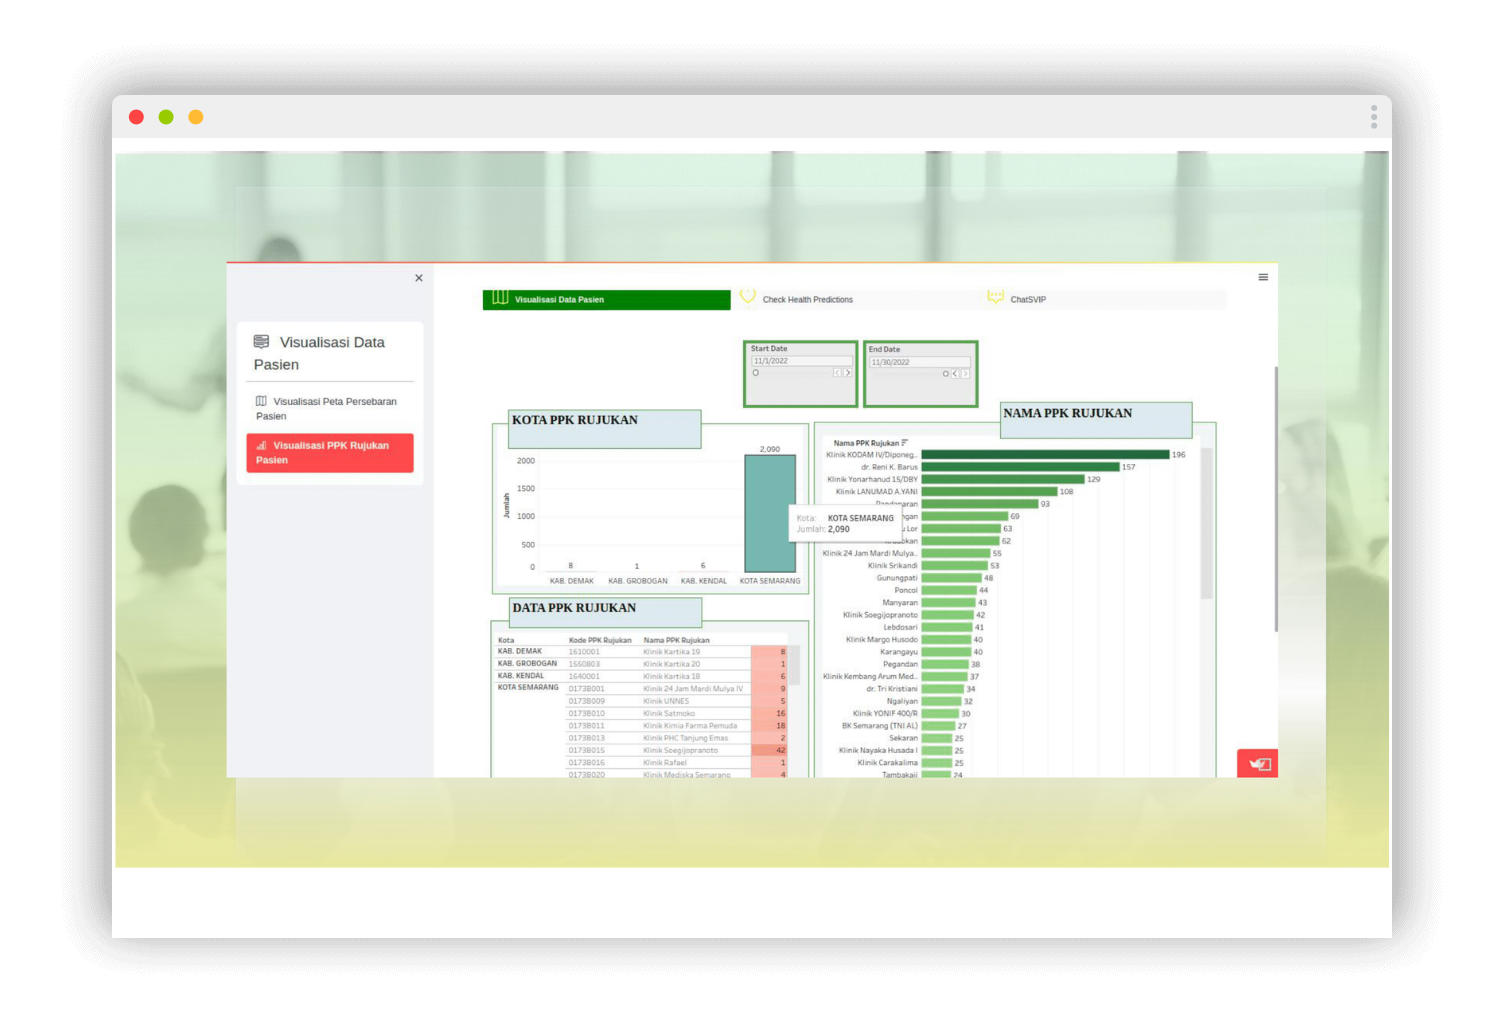 Visualisasi Data Pasien
Check Health Predictions
ChatSVIP
Visualisasi Data
Pasien
Visualisasi Peta Persebaran
Pasien
Visualisasi PPK Rujukan
Pasien
Start Date
11/1/2022
End Date
11/30/2022
KOTA PPK RUJUKAN
2,090
2000
1500
1000
500
0
Jumlah
8
1
6
KAB. DEMAK
KAB. GROBOGAN
KAB. KENDAL
KOTA SEMARANG
Kota: KOTA SEMARANG
Jumlah: 2,090
DATA PPK RUJUKAN
Kota Kode PPK Rujukan Nama PPK Rujukan
KAB. DEMAK 1610001 Klinik Kartika 19 8
KAB. GROBOGAN 1550803 Klinik Kartika 20 1
KAB. KENDAL 1640001 Klinik Kartika 18 6
KOTA SEMARANG 0173B001 Klinik 24 Jam Mardi Mulya IV 9
0173B009 Klinik UNNES 5
0173B010 Klinik Satmoko 16
0173B011 Klinik Kimia Farma Pemuda 18
0173B013 Klinik PHC Tanjung Emas 2
0173B015 Klinik Soegijopranoto 42
0173B016 Klinik Rafael 1
0173B020 Klinik Mediska Semarang 4
NAMA PPK RUJUKAN
Nama PPK Rujukan
Klinik KODAM IV/Diponeg.. 196
dr. Reni K. Barus 157
Klinik Yonarhanud 15/DBY 129
Klinik LANUMAD A.YANI 108
Pandanaran 93
ngan 69
u Lor 63
okan 62
Klinik 24 Jam Mardi Mulya.. 55
Klinik Srikandi 53
Gunungpati 48
Poncol 44
Manyaran 43
Klinik Soegijopranoto 42
Lebdosari 41
Klinik Margo Husodo 40
Karangayu 40
Pegandan 38
Klinik Kembang Arum Med.. 37
dr. Tri Kristiani 34
Ngaliyan 32
Klinik YONIF 400/R 30
BK Semarang (TNI AL) 27
Sekaran 25
Klinik Nayaka Husada I 25
Klinik Carakalima 25
Tambakaji 24